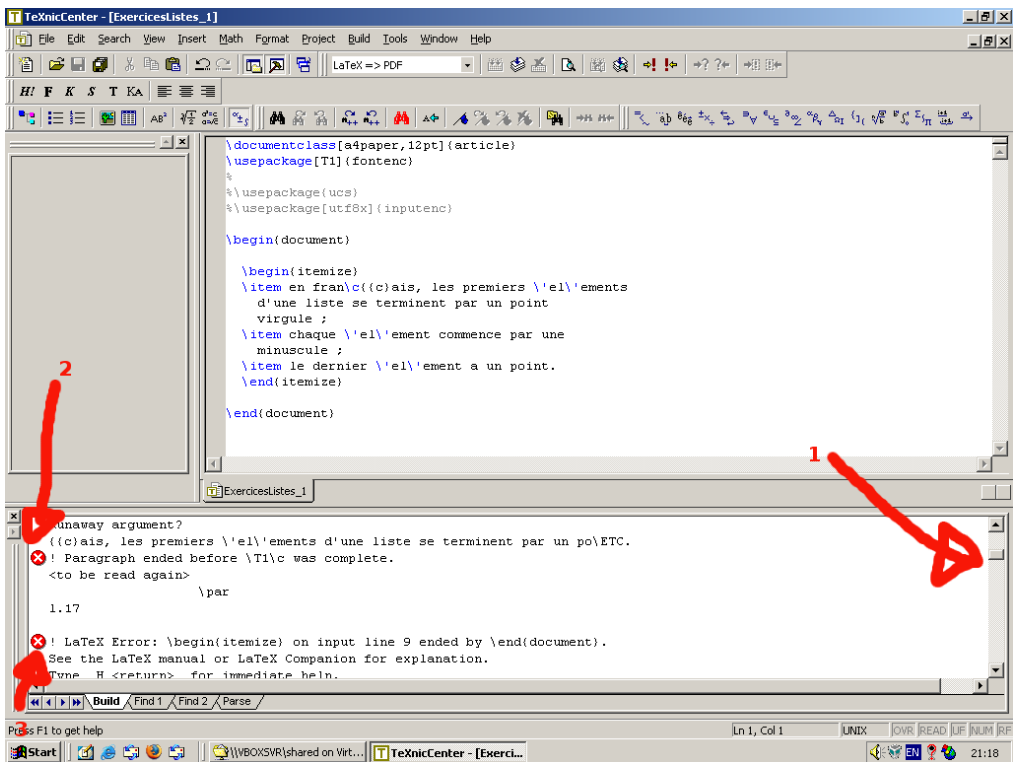 TeXnicCenter - [ExercicesListes_1]
File Edit Search View Insert Math Format Project Build Tools Window Help
LaTeX => PDF
H! F K S T KA
\documentclass[a4paper,12pt]{article}
\usepackage[T1]{fontenc}
%
%\usepackage{ucs}
%\usepackage[utf8x]{inputenc}
\begin{document}
\begin{itemize}
\item en fran\c{{c}ais, les premiers \'el\'ements
d'une liste se terminent par un point
virgule ;
\item chaque \'el\'ement commence par une
minuscule ;
\item le dernier \'el\'ement a un point.
\end{itemize}
\end{document}
2
1
ExercicesListes_1
unaway argument?
{{c}ais, les premiers \'el\'ements d'une liste se terminent par un po\ETC.
! Paragraph ended before \T1\c was complete.
<to be read again>
\par
l.17
! LaTeX Error: \begin{itemize} on input line 9 ended by \end{document}.
See the LaTeX manual or LaTeX Companion for explanation.
Type H <return> for immediate help.
Build Find 1 Find 2 Parse
3
Press F1 to get help Ln 1, Col 1 UNIX OVR READ UF NUM RF
Start \\VBOXSVR\shared on Virt... TeXnicCenter - [Exerci... EN 21:18